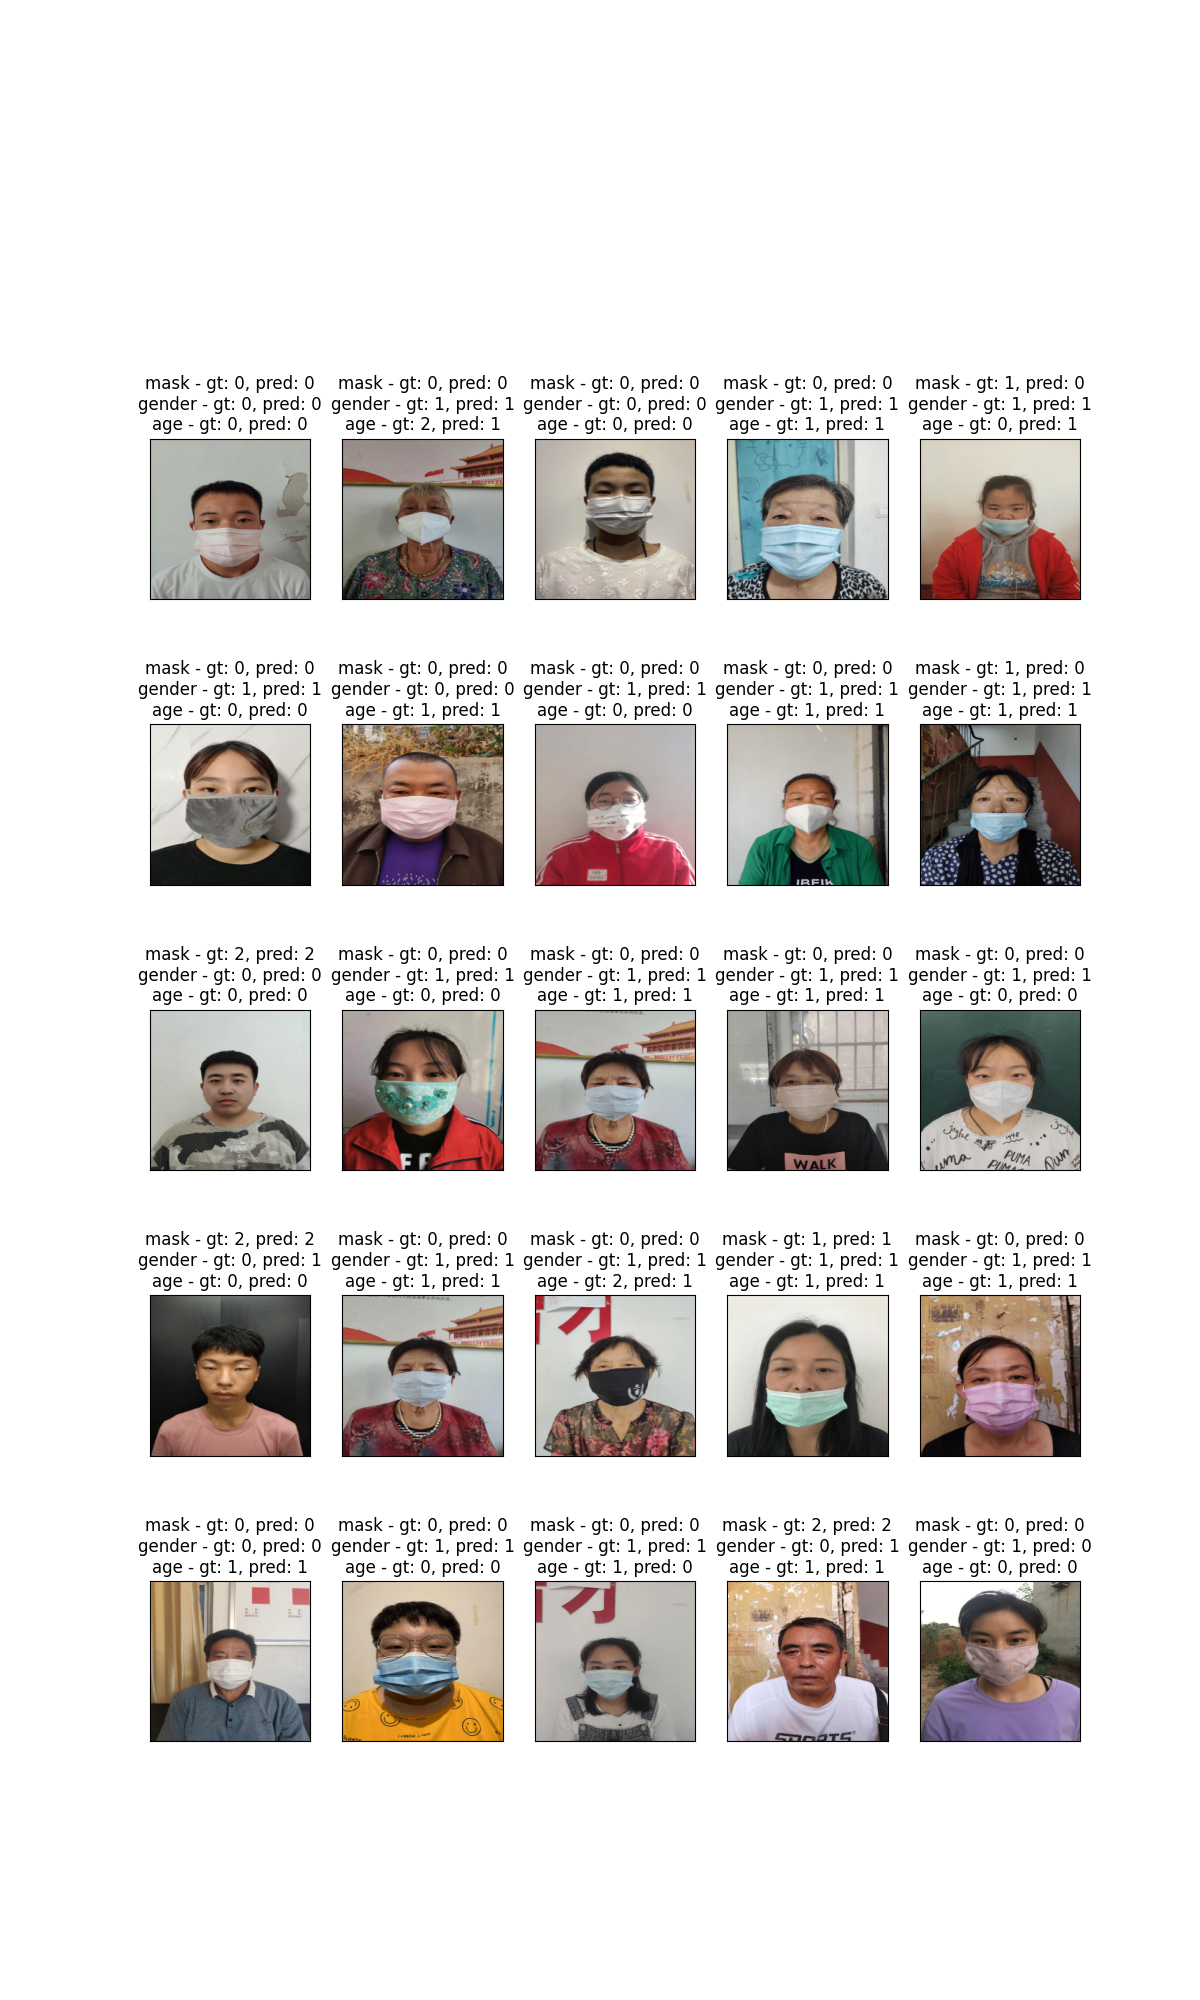 mask - gt: 0, pred: 0
gender - gt: 0, pred: 0
age - gt: 0, pred: 0
mask - gt: 0, pred: 0
gender - gt: 1, pred: 1
age - gt: 2, pred: 1
mask - gt: 0, pred: 0
gender - gt: 0, pred: 0
age - gt: 0, pred: 0
mask - gt: 0, pred: 0
gender - gt: 1, pred: 1
age - gt: 1, pred: 1
mask - gt: 1, pred: 0
gender - gt: 1, pred: 1
age - gt: 0, pred: 1
mask - gt: 0, pred: 0
gender - gt: 1, pred: 1
age - gt: 0, pred: 0
mask - gt: 0, pred: 0
gender - gt: 0, pred: 0
age - gt: 1, pred: 1
mask - gt: 0, pred: 0
gender - gt: 1, pred: 1
age - gt: 0, pred: 0
mask - gt: 0, pred: 0
gender - gt: 1, pred: 1
age - gt: 1, pred: 1
mask - gt: 1, pred: 0
gender - gt: 1, pred: 1
age - gt: 1, pred: 1
mask - gt: 2, pred: 2
gender - gt: 0, pred: 0
age - gt: 0, pred: 0
mask - gt: 0, pred: 0
gender - gt: 1, pred: 1
age - gt: 0, pred: 0
mask - gt: 0, pred: 0
gender - gt: 1, pred: 1
age - gt: 1, pred: 1
mask - gt: 0, pred: 0
gender - gt: 1, pred: 1
age - gt: 1, pred: 1
WALK
mask - gt: 0, pred: 0
gender - gt: 1, pred: 1
age - gt: 0, pred: 0
joyful
PUMA
mask - gt: 2, pred: 2
gender - gt: 0, pred: 1
age - gt: 0, pred: 0
mask - gt: 0, pred: 0
gender - gt: 1, pred: 1
age - gt: 1, pred: 1
mask - gt: 0, pred: 0
gender - gt: 1, pred: 1
age - gt: 2, pred: 1
mask - gt: 1, pred: 1
gender - gt: 1, pred: 1
age - gt: 1, pred: 1
mask - gt: 0, pred: 0
gender - gt: 1, pred: 1
age - gt: 1, pred: 1
mask - gt: 0, pred: 0
gender - gt: 0, pred: 0
age - gt: 1, pred: 1
mask - gt: 0, pred: 0
gender - gt: 1, pred: 1
age - gt: 0, pred: 0
mask - gt: 0, pred: 0
gender - gt: 1, pred: 1
age - gt: 1, pred: 0
mask - gt: 2, pred: 2
gender - gt: 0, pred: 1
age - gt: 1, pred: 1
SPORTS
mask - gt: 0, pred: 0
gender - gt: 1, pred: 0
age - gt: 0, pred: 0